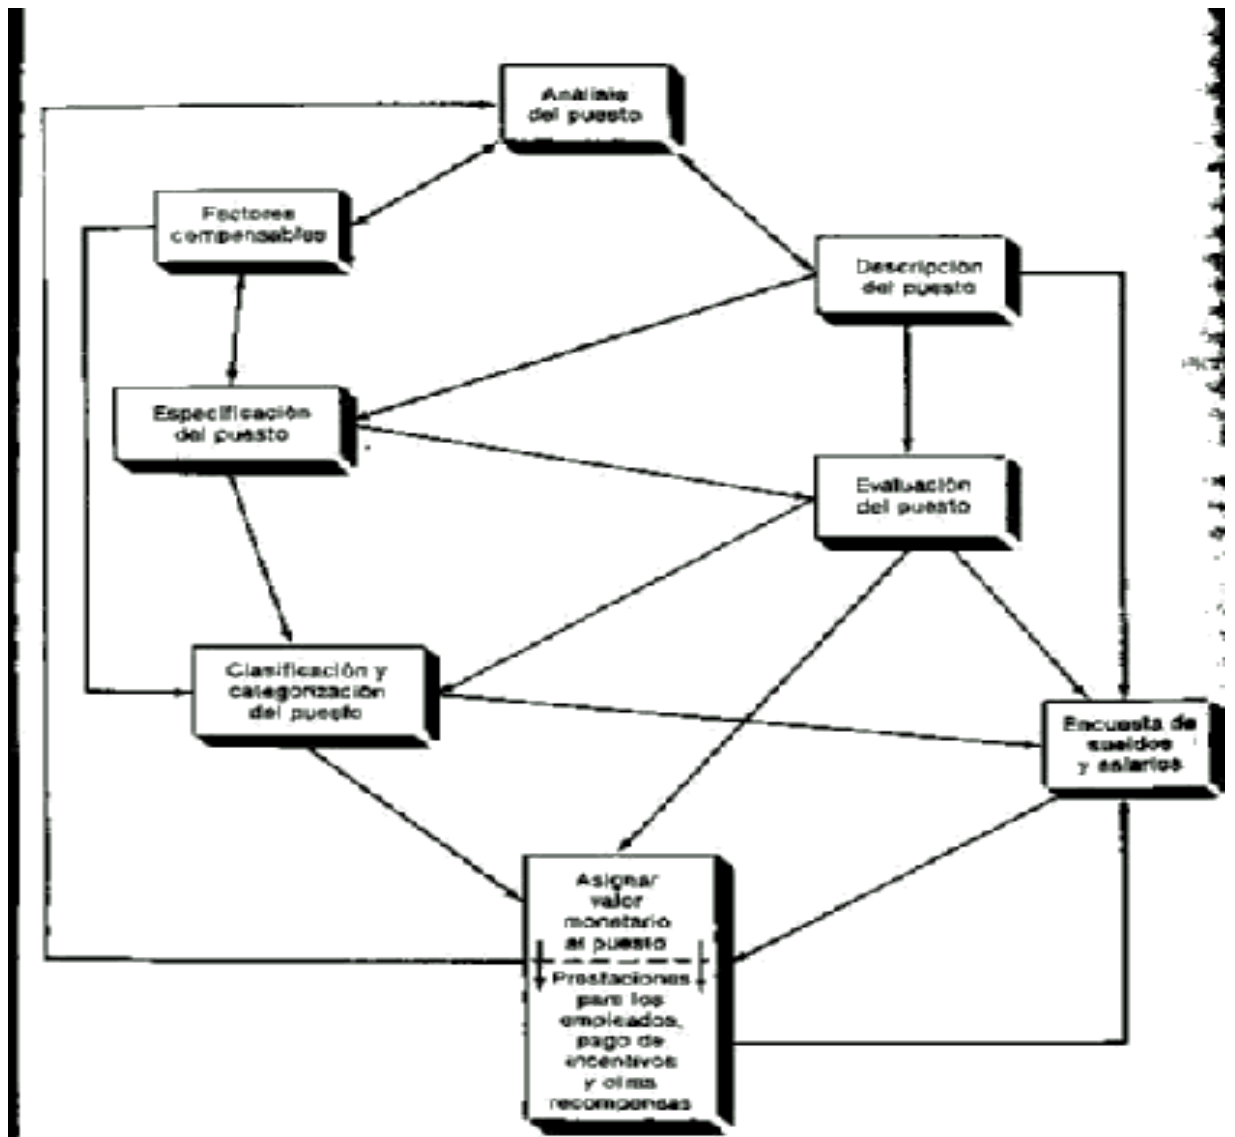 Análisis
del puesto
Factores
compensables
Descripción
del puesto
Especificación
del puesto
Evaluación
del puesto
Clasificación y
categorización
del puesto
Encuesta de
sueldos
y salarios
Asignar
valor
monetario
al puesto
Prestaciones
para los
empleados,
pago de
incentivos
y otras
recompensas